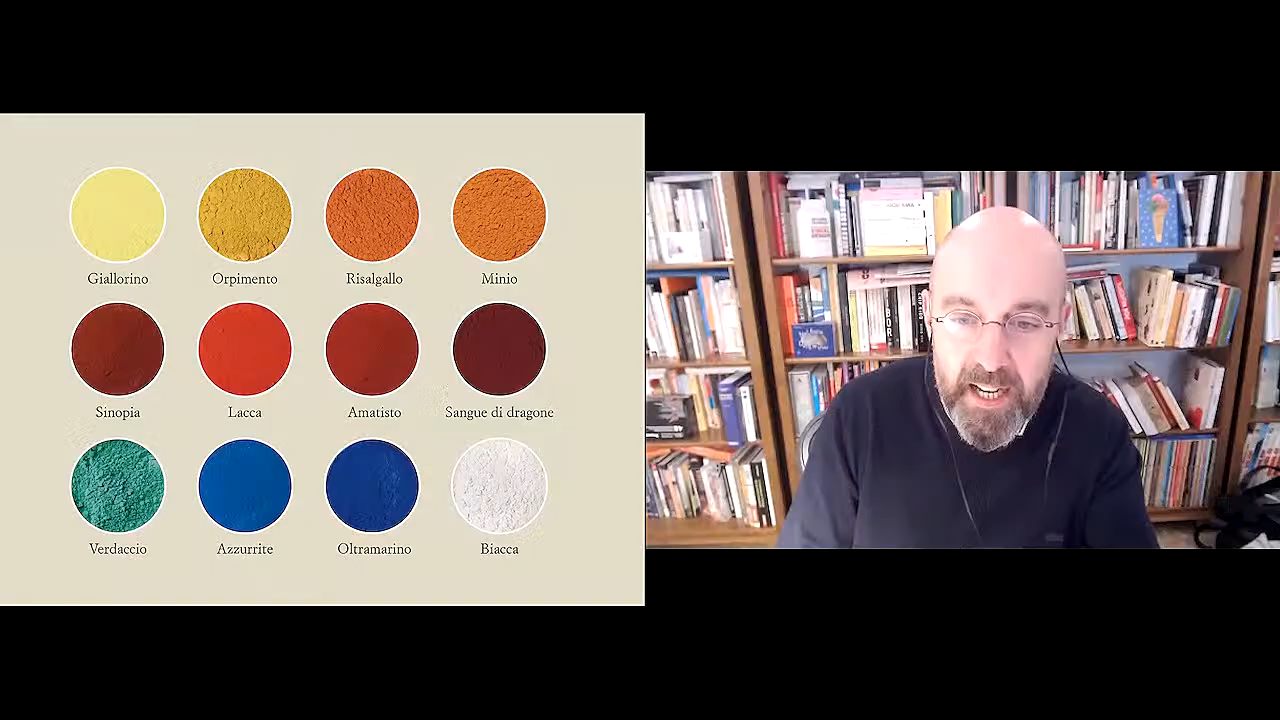 Giallorino Orpimento Risalgallo Minio
Sinopia Lacca Amatisto Sangue di dragone
Verdaccio Azzurrite Oltramarino Biacca